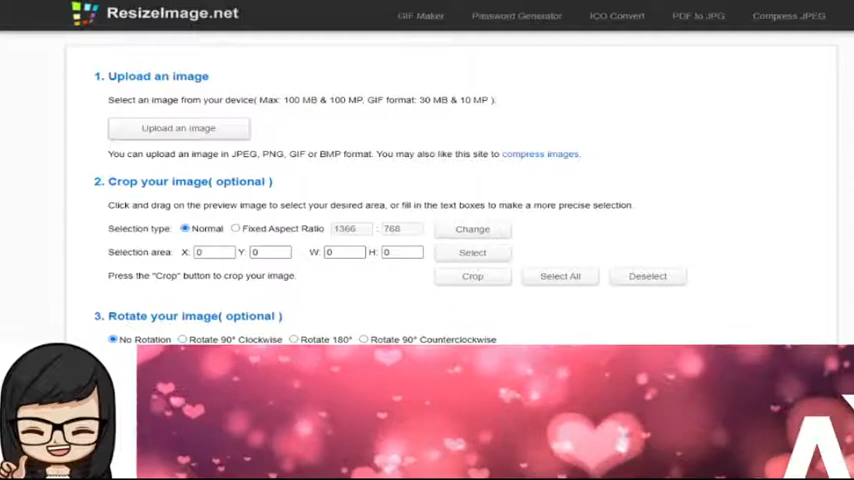 ResizeImage.net
GIF Maker Password Generator ICO Convert PDF to JPG Compress JPEG
1. Upload an image
Select an image from your device( Max: 100 MB & 100 MP, GIF format: 30 MB & 10 MP ).
Upload an image
You can upload an image in JPEG, PNG, GIF or BMP format. You may also like this site to compress images.
2. Crop your image( optional )
Click and drag on the preview image to select your desired area, or fill in the text boxes to make a more precise selection.
Selection type: Normal Fixed Aspect Ratio 1366 : 768 Change
Selection area: X: 0 Y: 0 W: 0 H: 0 Select
Press the "Crop" button to crop your image. Crop Select All Deselect
3. Rotate your image( optional )
No Rotation Rotate 90° Clockwise Rotate 180° Rotate 90° Counterclockwise